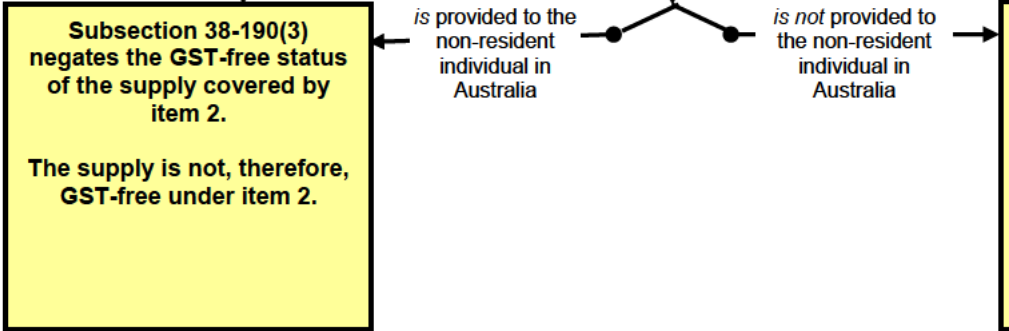 Subsection 38-190(3)
negates the GST-free status
of the supply covered by
item 2.
The supply is not, therefore,
GST-free under item 2.
is provided to the
non-resident
individual in
Australia
is not provided to
the non-resident
individual in
Australia